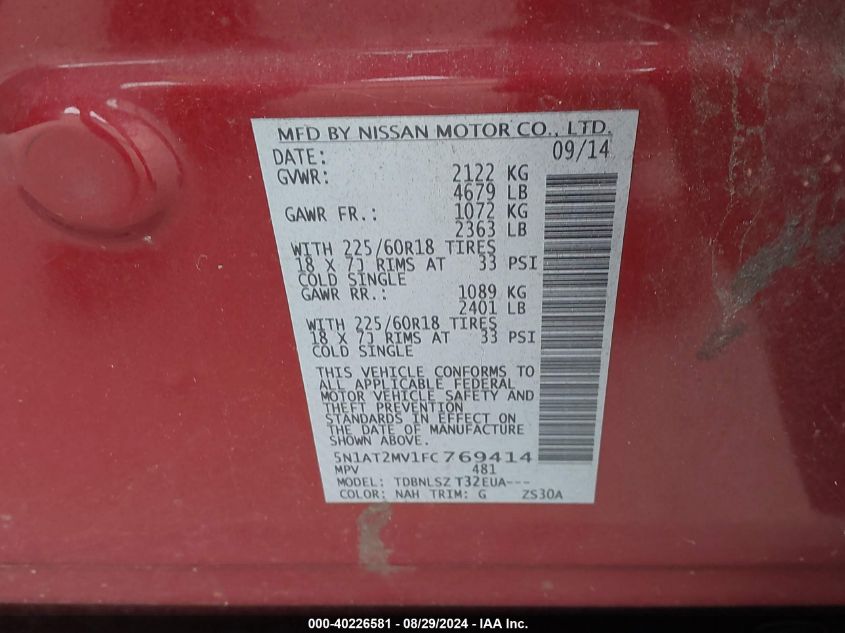 MFD BY NISSAN MOTOR CO., LTD.
DATE: 09/14
GVWR: 2122 KG
4679 LB
GAWR FR.: 1072 KG
2363 LB
WITH 225/60R18 TIRES
18 X 7J RIMS AT 33 PSI
COLD SINGLE
GAWR RR.: 1089 KG
2401 LB
WITH 225/60R18 TIRES
18 X 7J RIMS AT 33 PSI
COLD SINGLE
THIS VEHICLE CONFORMS TO
ALL APPLICABLE FEDERAL
MOTOR VEHICLE SAFETY AND
THEFT PREVENTION
STANDARDS IN EFFECT ON
THE DATE OF MANUFACTURE
SHOWN ABOVE.
5N1AT2MV1FC769414
MPV 481
MODEL: TDBNLSZ T32EUA---
COLOR: NAH TRIM: G ZS30A
000-40226581 - 08/29/2024 - IAA Inc.